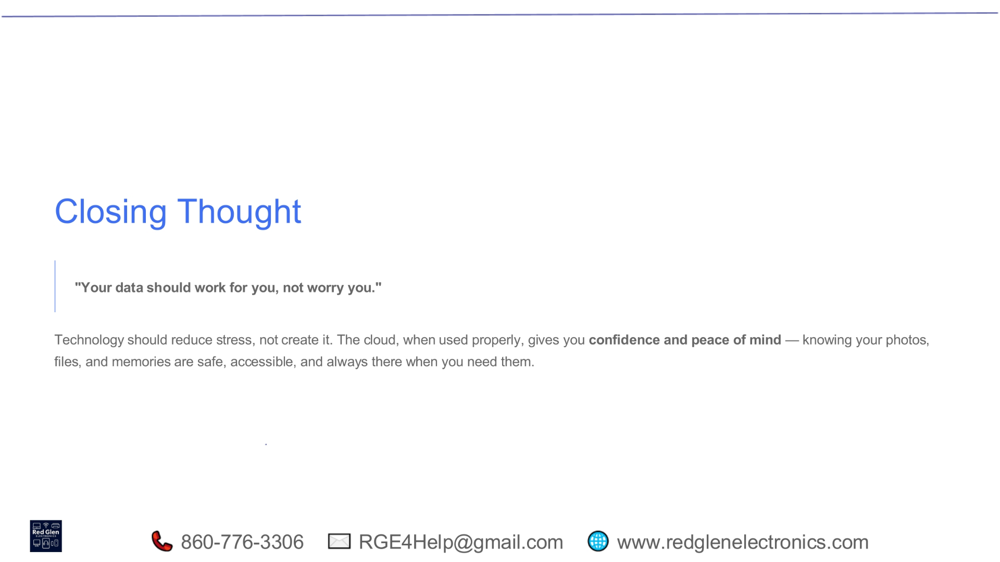 Closing Thought
"Your data should work for you, not worry you."
Technology should reduce stress, not create it. The cloud, when used properly, gives you confidence and peace of mind — knowing your photos,
files, and memories are safe, accessible, and always there when you need them.
.
Red Glen
ELECTRONICS
860-776-3306 RGE4Help@gmail.com www.redglenelectronics.com